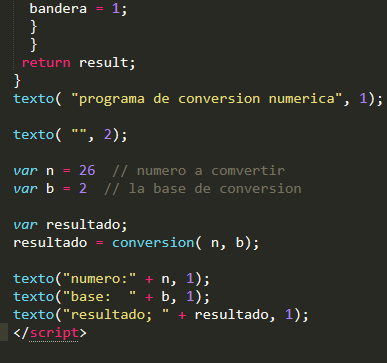 bandera = 1;
}
}
return result;
}
texto( "programa de conversion numerica", 1);
texto( "", 2);
var n = 26  // numero a comvertir
var b = 2  // la base de conversion
var resultado;
resultado = conversion( n, b);
texto("numero:" + n, 1);
texto("base:  " + b, 1);
texto("resultado; " + resultado, 1);
</script>